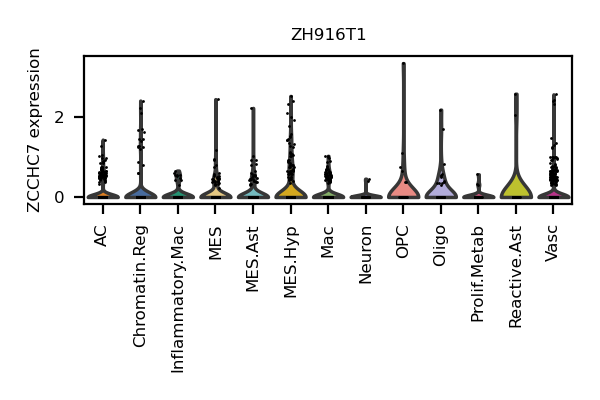 ZH916T1
ZCCHC7 expression
2
0
AC
Chromatin.Reg
Inflammatory.Mac
MES
MES.Ast
MES.Hyp
Mac
Neuron
OPC
Oligo
Prolif.Metab
Reactive.Ast
Vasc